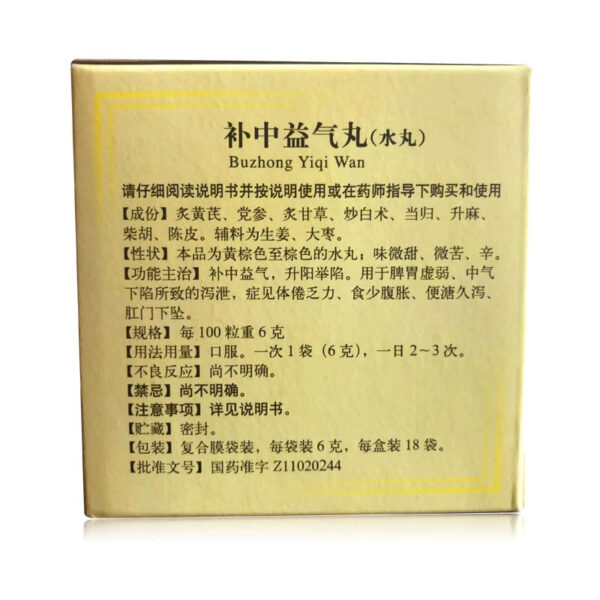 补中益气丸(水丸)
Buzhong Yiqi Wan
请仔细阅读说明书并按说明使用或在药师指导下购买和使用
【成份】炙黄芪、党参、炙甘草、炒白术、当归、升麻、
柴胡、陈皮。辅料为生姜、大枣。
【性状】本品为黄棕色至棕色的水丸；味微甜、微苦、辛。
【功能主治】补中益气，升阳举陷。用于脾胃虚弱、中气
下陷所致的泻泄，症见体倦乏力、食少腹胀、便溏久泻、
肛门下坠。
【规格】每100粒重6克
【用法用量】口服。一次1袋（6克），一日2～3次。
【不良反应】尚不明确。
【禁忌】尚不明确。
【注意事项】详见说明书。
【贮藏】密封。
【包装】复合膜袋装，每袋装6克，每盒装18袋。
【批准文号】国药准字Z11020244